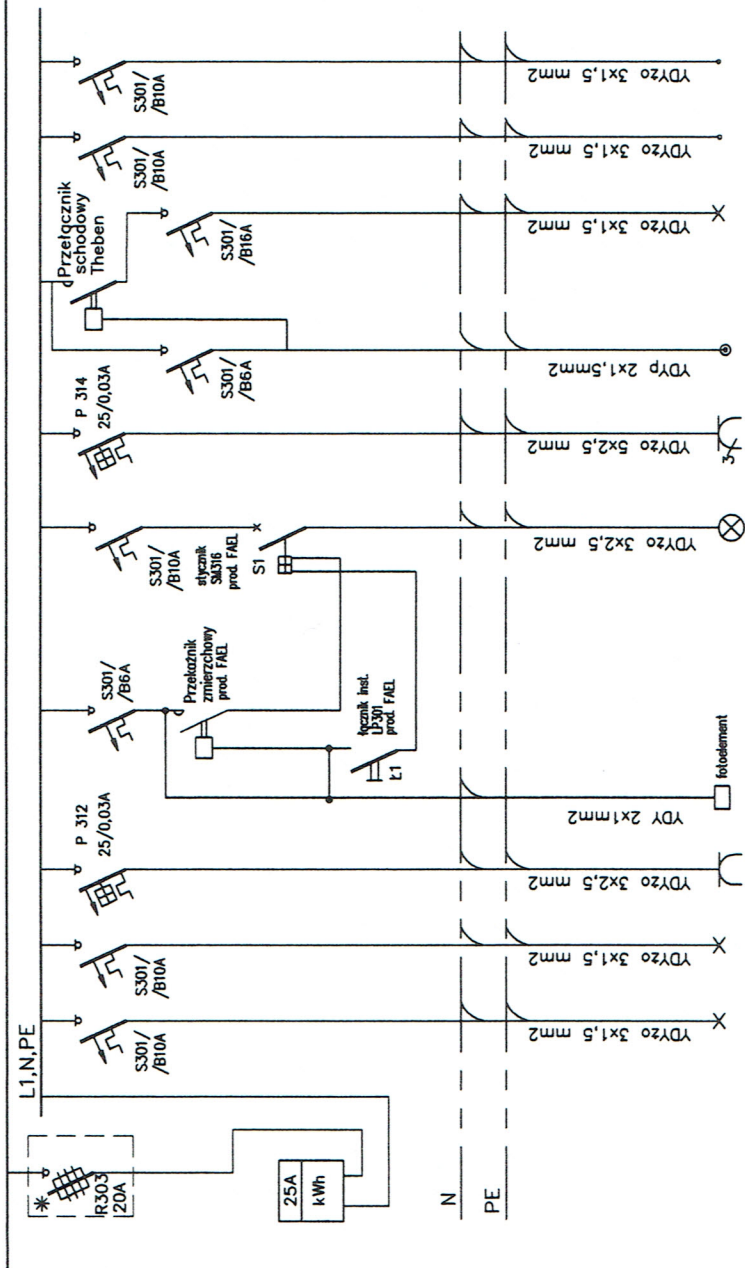 L1,N,PE
*
R303
20A
25A
kWh
N
PE
S301/
/B10A
S301/
/B10A
P 312
25/0,03A
S301/
/B6A
Przekaźnik
zmierzchowy
prod. FAEL
łącznik inst.
LP301
prod. FAEL
Ł1
S301/
/B10A
stycznik
SM316
prod. FAEL
S1
P 314
25/0,03A
S301/
/B6A
Przełącznik
schodowy
Theben
S301/
/B16A
S301/
/B10A
S301/
/B10A
YDYżo 3x1,5 mm2
YDYżo 3x1,5 mm2
YDYżo 3x2,5 mm2
YDY 2x1mm2
fotoelement
YDYżo 3x2,5 mm2
YDYżo 5x2,5 mm2
3
YDYp 2x1,5mm2
YDYżo 3x1,5 mm2
YDYżo 3x1,5 mm2
YDYżo 3x1,5 mm2